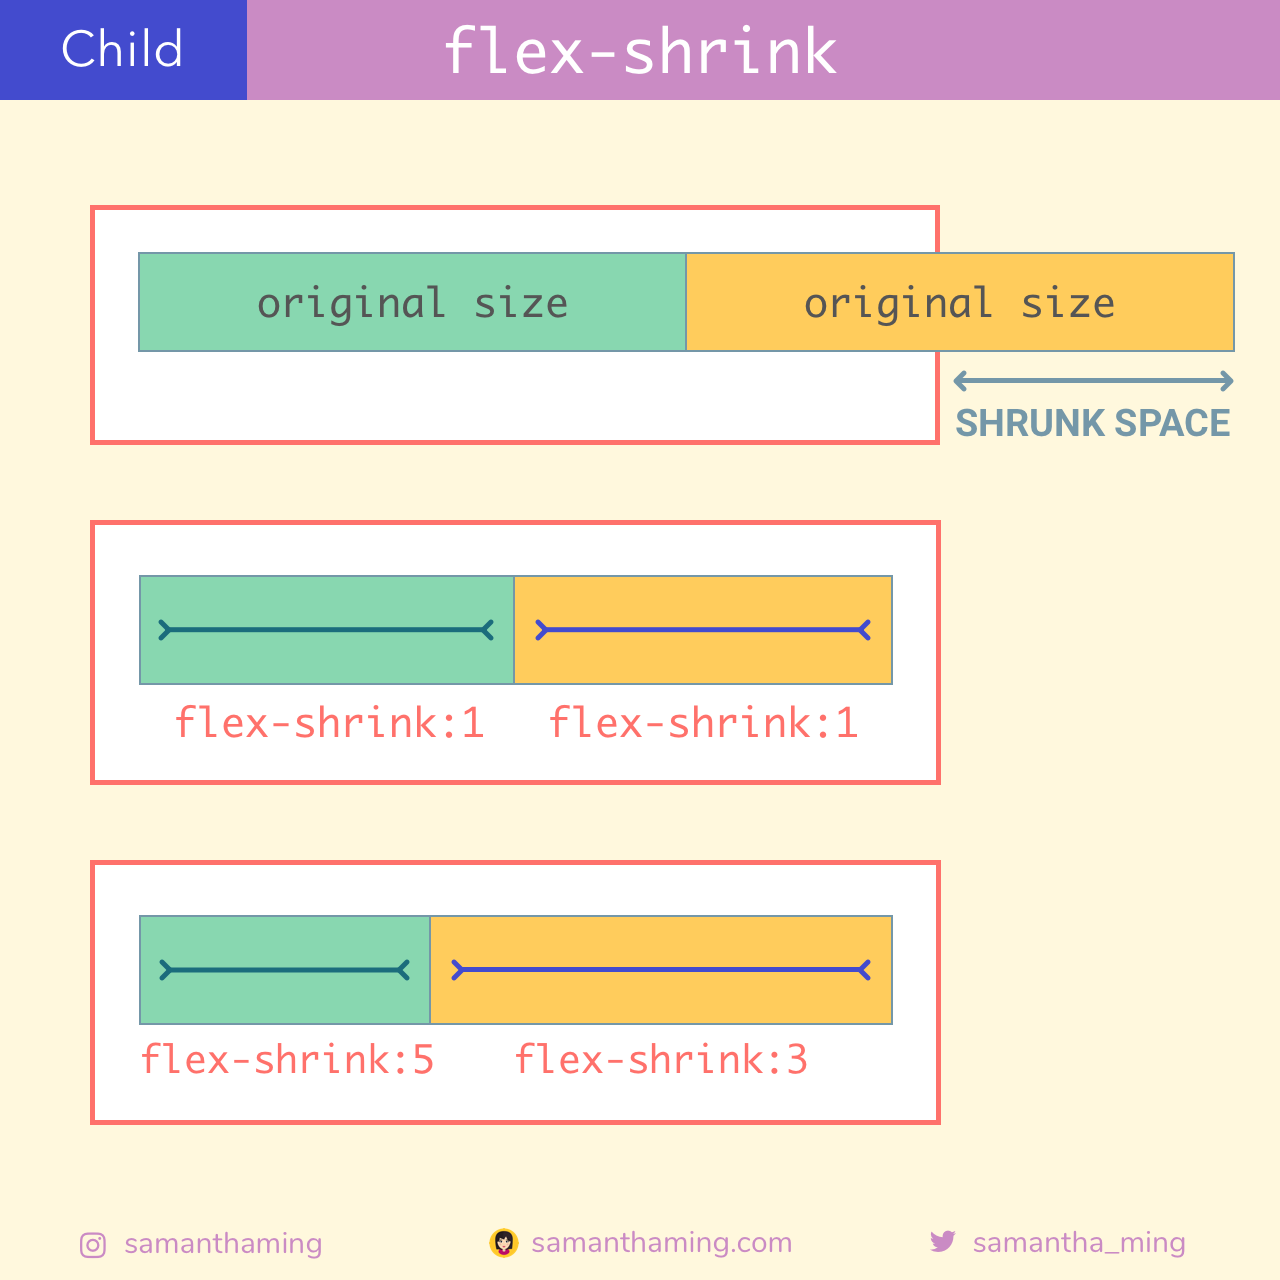 Child
flex-shrink
original size
original size
SHRUNK SPACE
flex-shrink:1
flex-shrink:1
flex-shrink:5
flex-shrink:3
samanthaming
samanthaming.com
samantha_ming